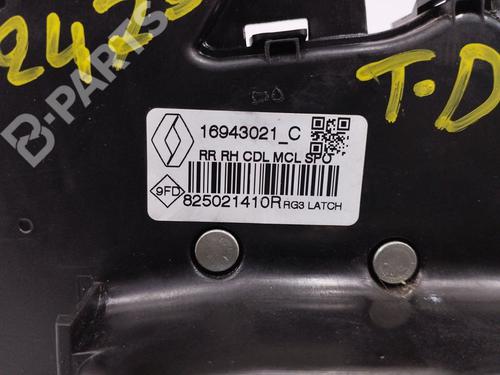 T-D
16943021_C
RR RH CDL MCL SPO
9FD
825021410R RG3 LATCH
B-PARTS